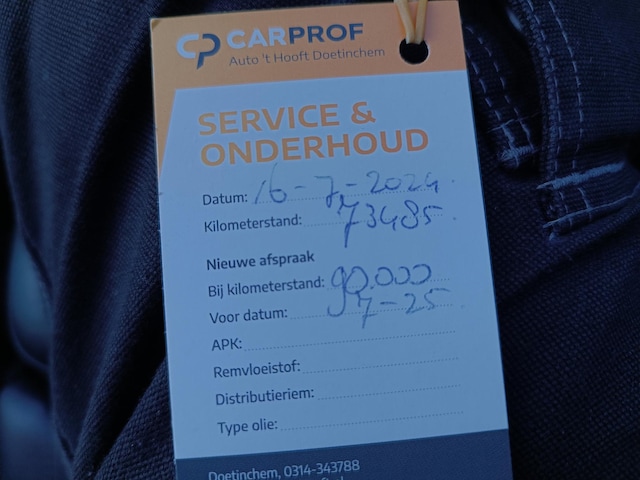 CP CARPROF
Auto 't Hooft Doetinchem
SERVICE &
ONDERHOUD
Datum: 16-7-2024
Kilometerstand: 73485
Nieuwe afspraak
Bij kilometerstand: 90.000
Voor datum: 7-25
APK:
Remvloeistof:
Distributieriem:
Type olie:
Doetinchem, 0314-343788